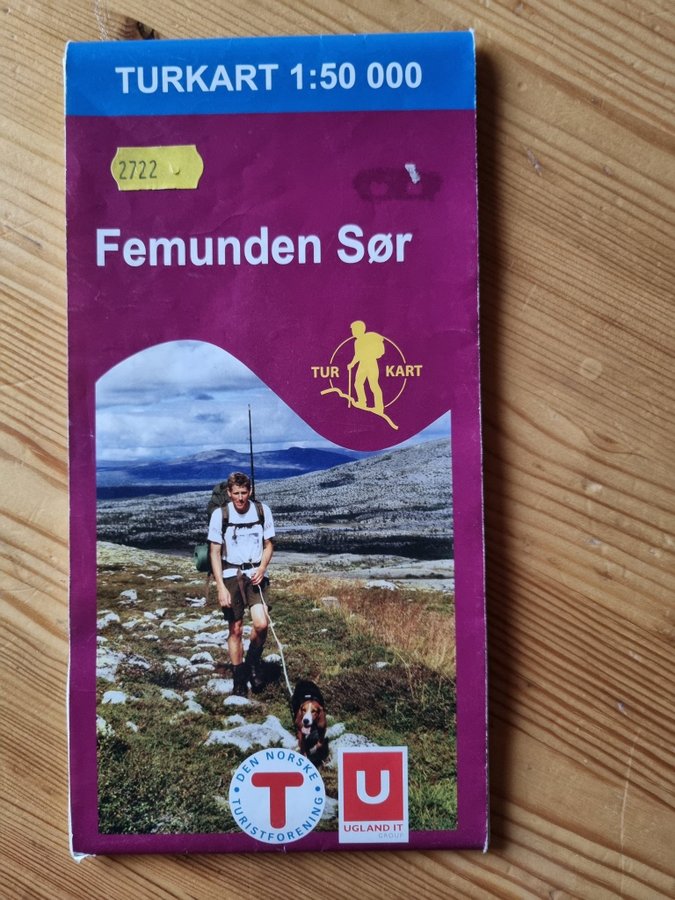 TURKART 1:50 000
2722
Femunden Sør
TUR KART
DEN NORSKE TURISTFORENING
T
U
UGLAND IT
GROUP